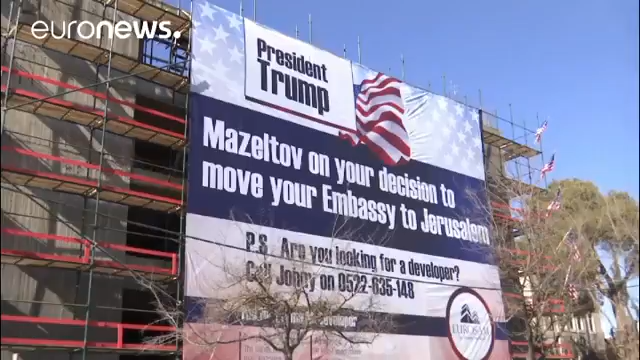 euronews.
President
Trump
Mazeltov on your decision to
move your Embassy to Jerusalem
P.S. Are you looking for a developer?
Call Jobby on 0522-635-148
EUROSAM